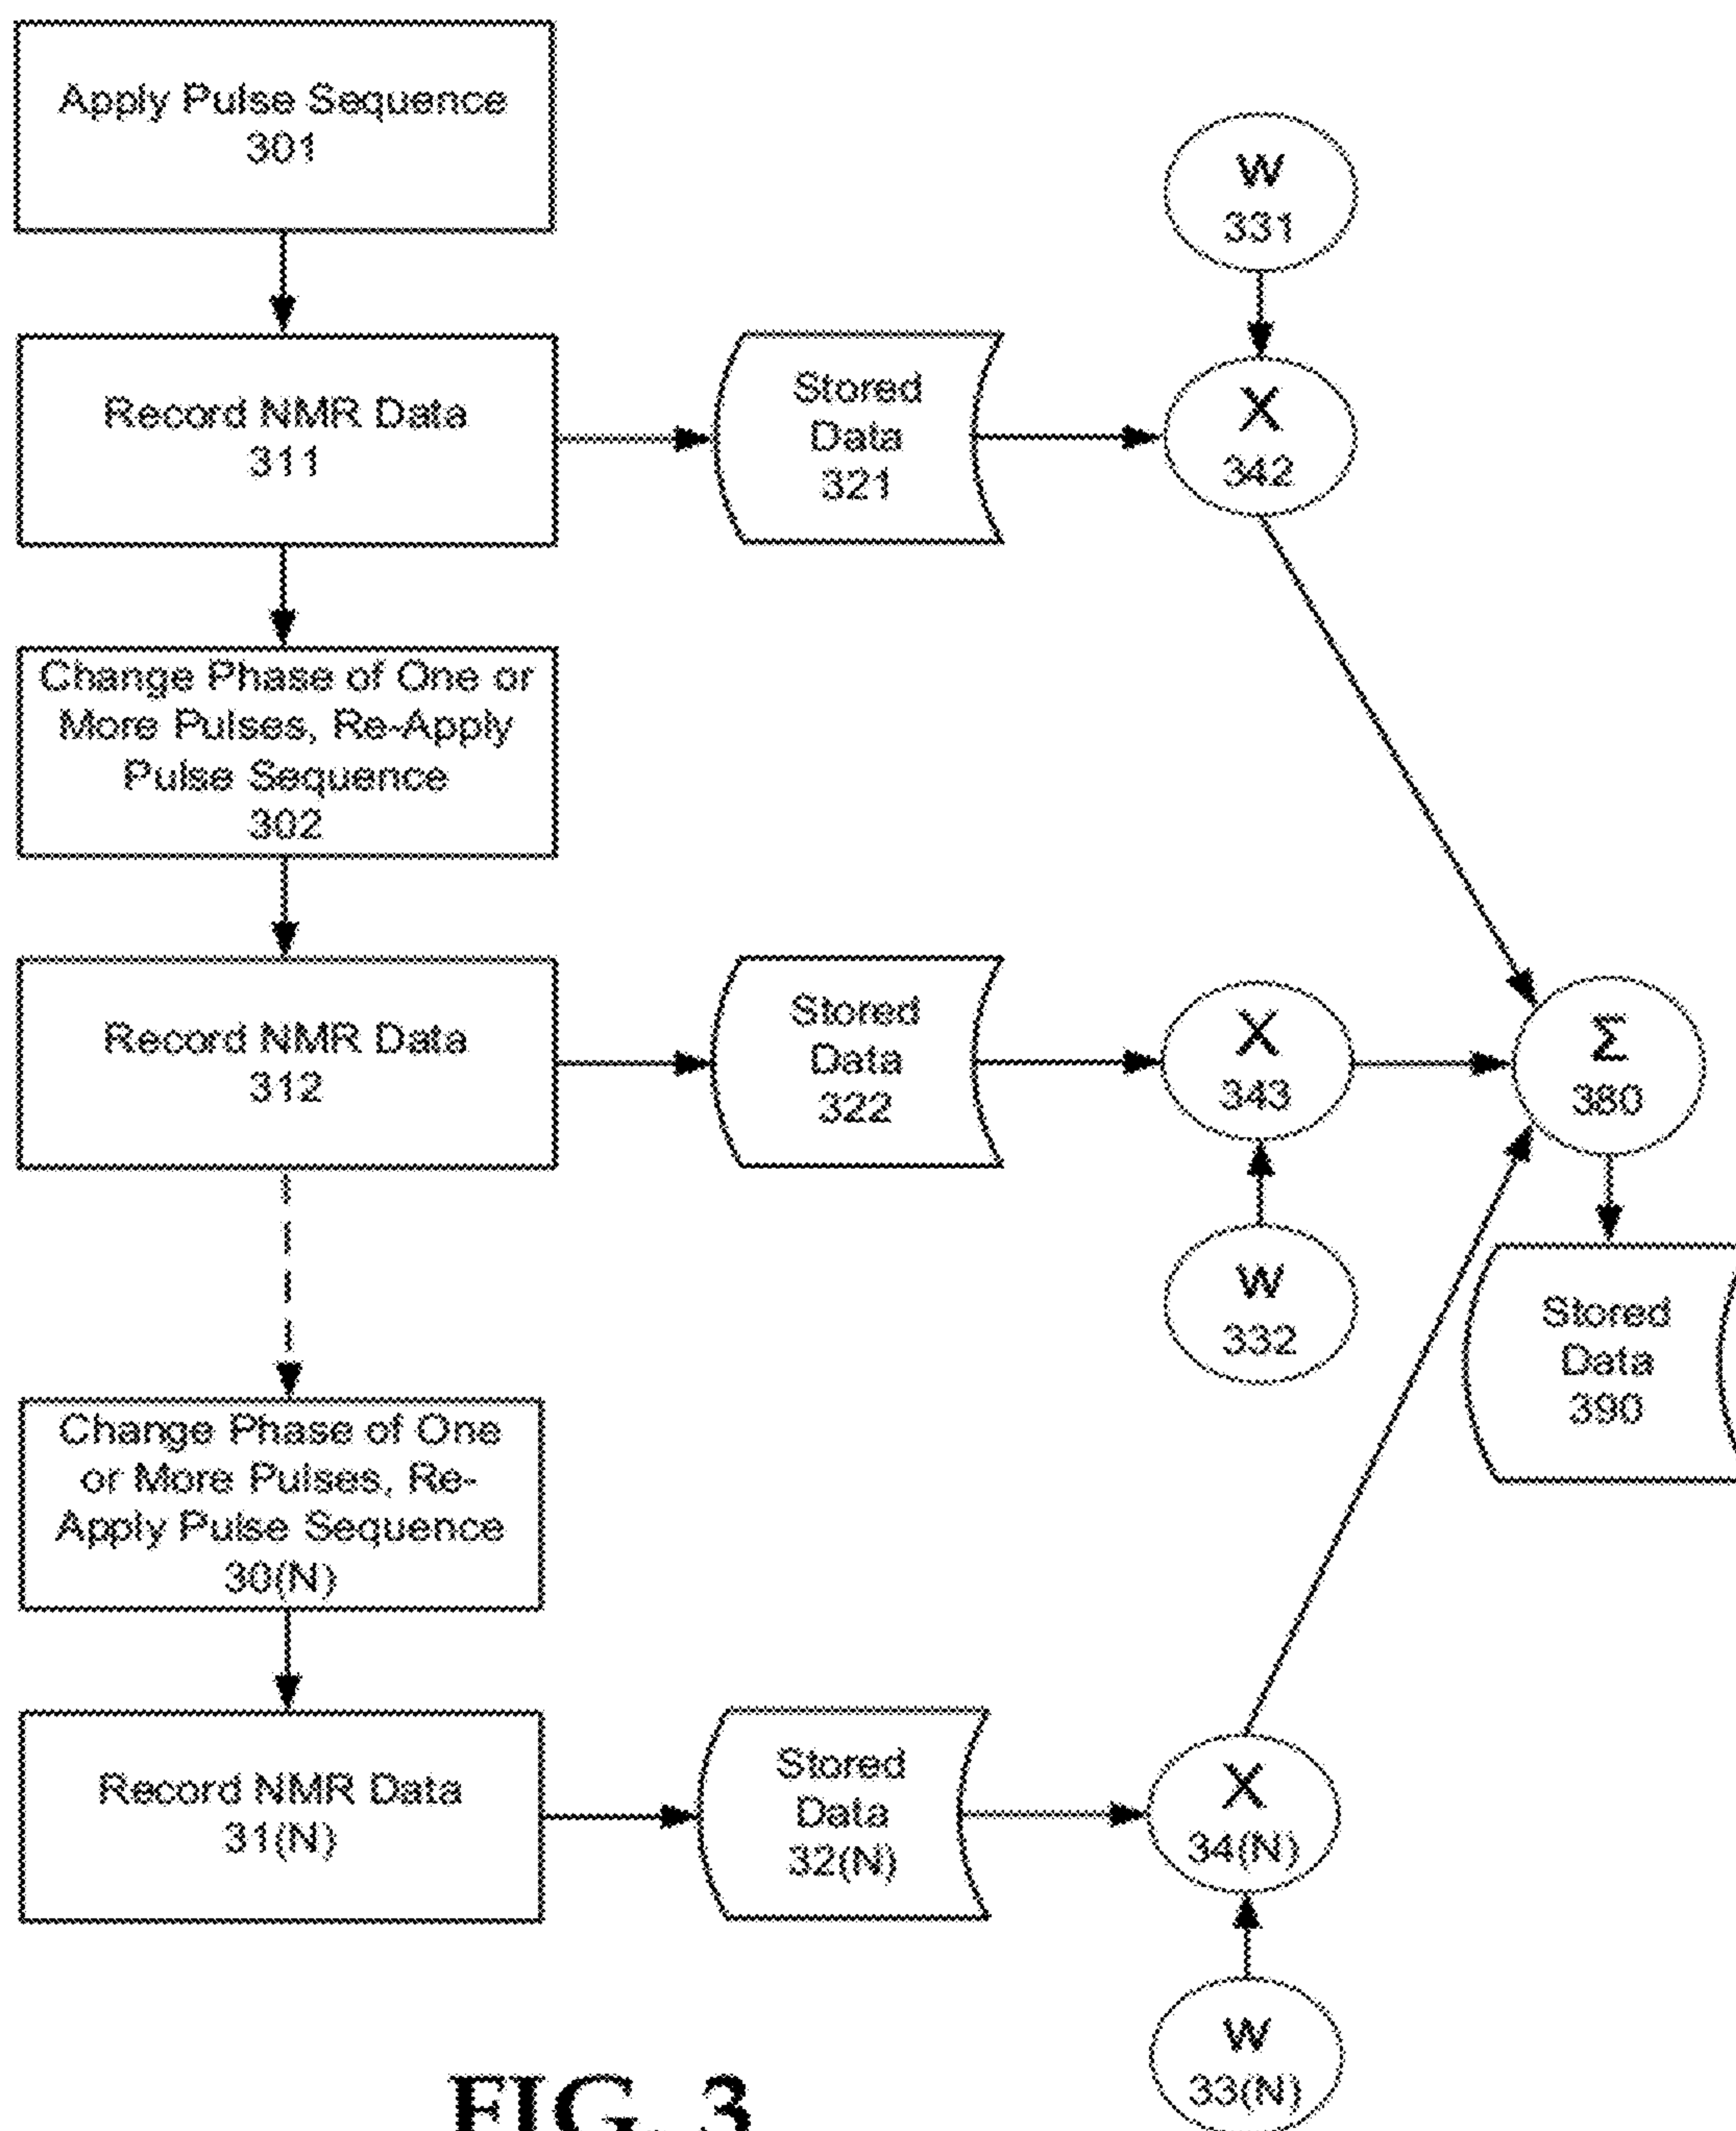 Apply Pulse Sequence
301
W
331
Record NMR Data
311
Stored
Data
321
X
342
Change Phase of One or
More Pulses, Re-Apply
Pulse Sequence
302
Record NMR Data
312
Stored
Data
322
X
343
Σ
380
W
332
Stored
Data
390
Change Phase of One
or More Pulses, Re-
Apply Pulse Sequence
30(N)
Record NMR Data
31(N)
Stored
Data
32(N)
X
34(N)
W
33(N)
FIG. 3